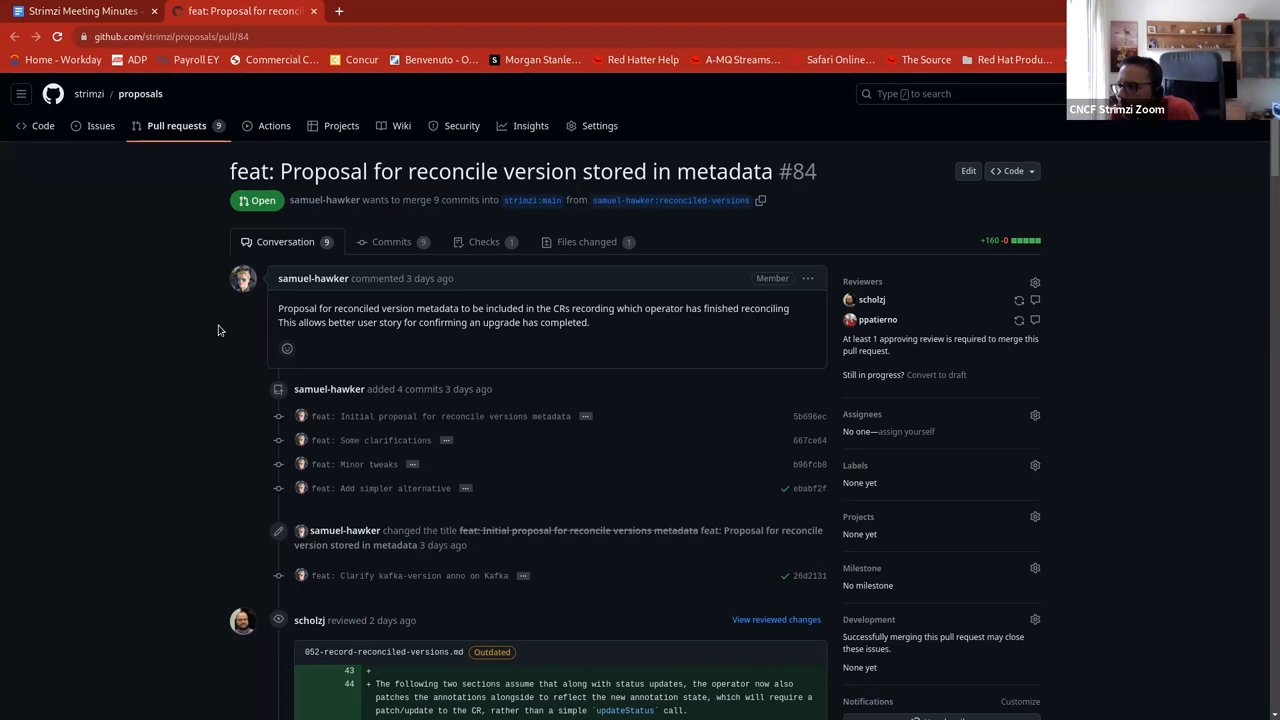 Strimzi Meeting Minutes -
feat: Proposal for reconcil
github.com/strimzi/proposals/pull/84
Home - Workday
ADP
Payroll EY
Commercial C...
Concur
Benvenuto - O...
Morgan Stanle...
Red Hatter Help
A-MQ Streams...
Safari Online...
The Source
Red Hat Produ...
CNCF Strimzi Zoom
strimzi / proposals
Type / to search
Code
Issues
Pull requests 9
Actions
Projects
Wiki
Security
Insights
Settings
feat: Proposal for reconcile version stored in metadata #84
Edit
<> Code
Open
samuel-hawker wants to merge 9 commits into strimzi:main from samuel-hawker:reconciled-versions
Conversation 9
Commits 9
Checks 1
Files changed 1
+160 -0
samuel-hawker commented 3 days ago
Member
Proposal for reconciled version metadata to be included in the CRs recording which operator has finished reconciling
This allows better user story for confirming an upgrade has completed.
samuel-hawker added 4 commits 3 days ago
feat: Initial proposal for reconcile versions metadata
5b696ec
feat: Some clarifications
667ce64
feat: Minor tweaks
b96fcb8
feat: Add simpler alternative
ebabf2f
samuel-hawker changed the title feat: Initial proposal for reconcile versions metadata feat: Proposal for reconcile
version stored in metadata 3 days ago
feat: Clarify kafka-version anno on Kafka
26d2131
scholzj reviewed 2 days ago
View reviewed changes
052-record-reconciled-versions.md
Outdated
43 +
44 + The following two sections assume that along with status updates, the operator now also
patches the annotations alongside to reflect the new annotation state, which will require a
patch/update to the CR, rather than a simple `updateStatus` call.
Reviewers
scholzj
ppatierno
At least 1 approving review is required to merge this
pull request.
Still in progress? Convert to draft
Assignees
No one—assign yourself
Labels
None yet
Projects
None yet
Milestone
No milestone
Development
Successfully merging this pull request may close
these issues.
None yet
Notifications
Customize